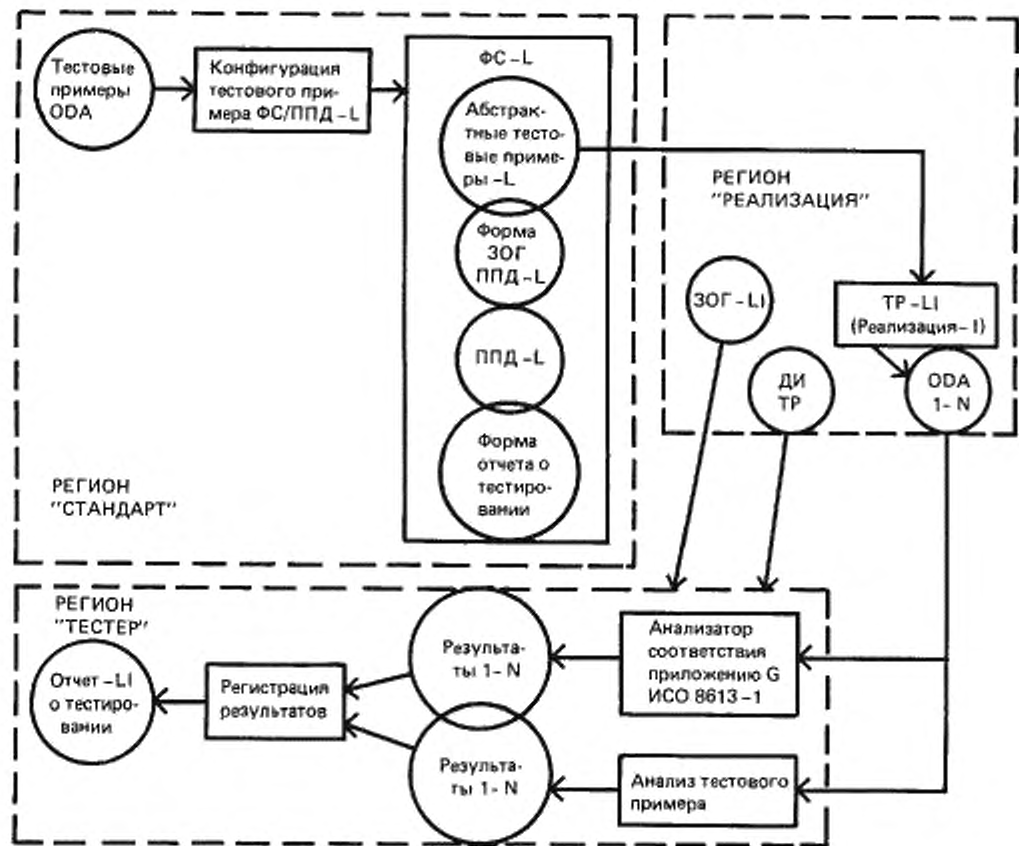 Тестовые
примеры
ODA
Конфигурация
тестового при-
мера ФС/ППД-L
ФС-L
Абстрак-
тные тесто-
вые приме-
ры-L
Форма
ЗОГ
ППД-L
ППД-L
Форма
отчета о
тестиро-
вании
РЕГИОН
"СТАНДАРТ"
РЕГИОН
"РЕАЛИЗАЦИЯ"
ЗОГ-LI
ТР-LI
(Реализация-I)
ДИ
ТР
ODA
1-N
РЕГИОН
"ТЕСТЕР"
Отчет-LI
о тестиро-
вании
Регистрация
результатов
Результа-
ты 1-N
Результа-
ты 1-N
Анализатор
соответствия
приложению G
ИСО 8613-1
Анализ тестового
примера